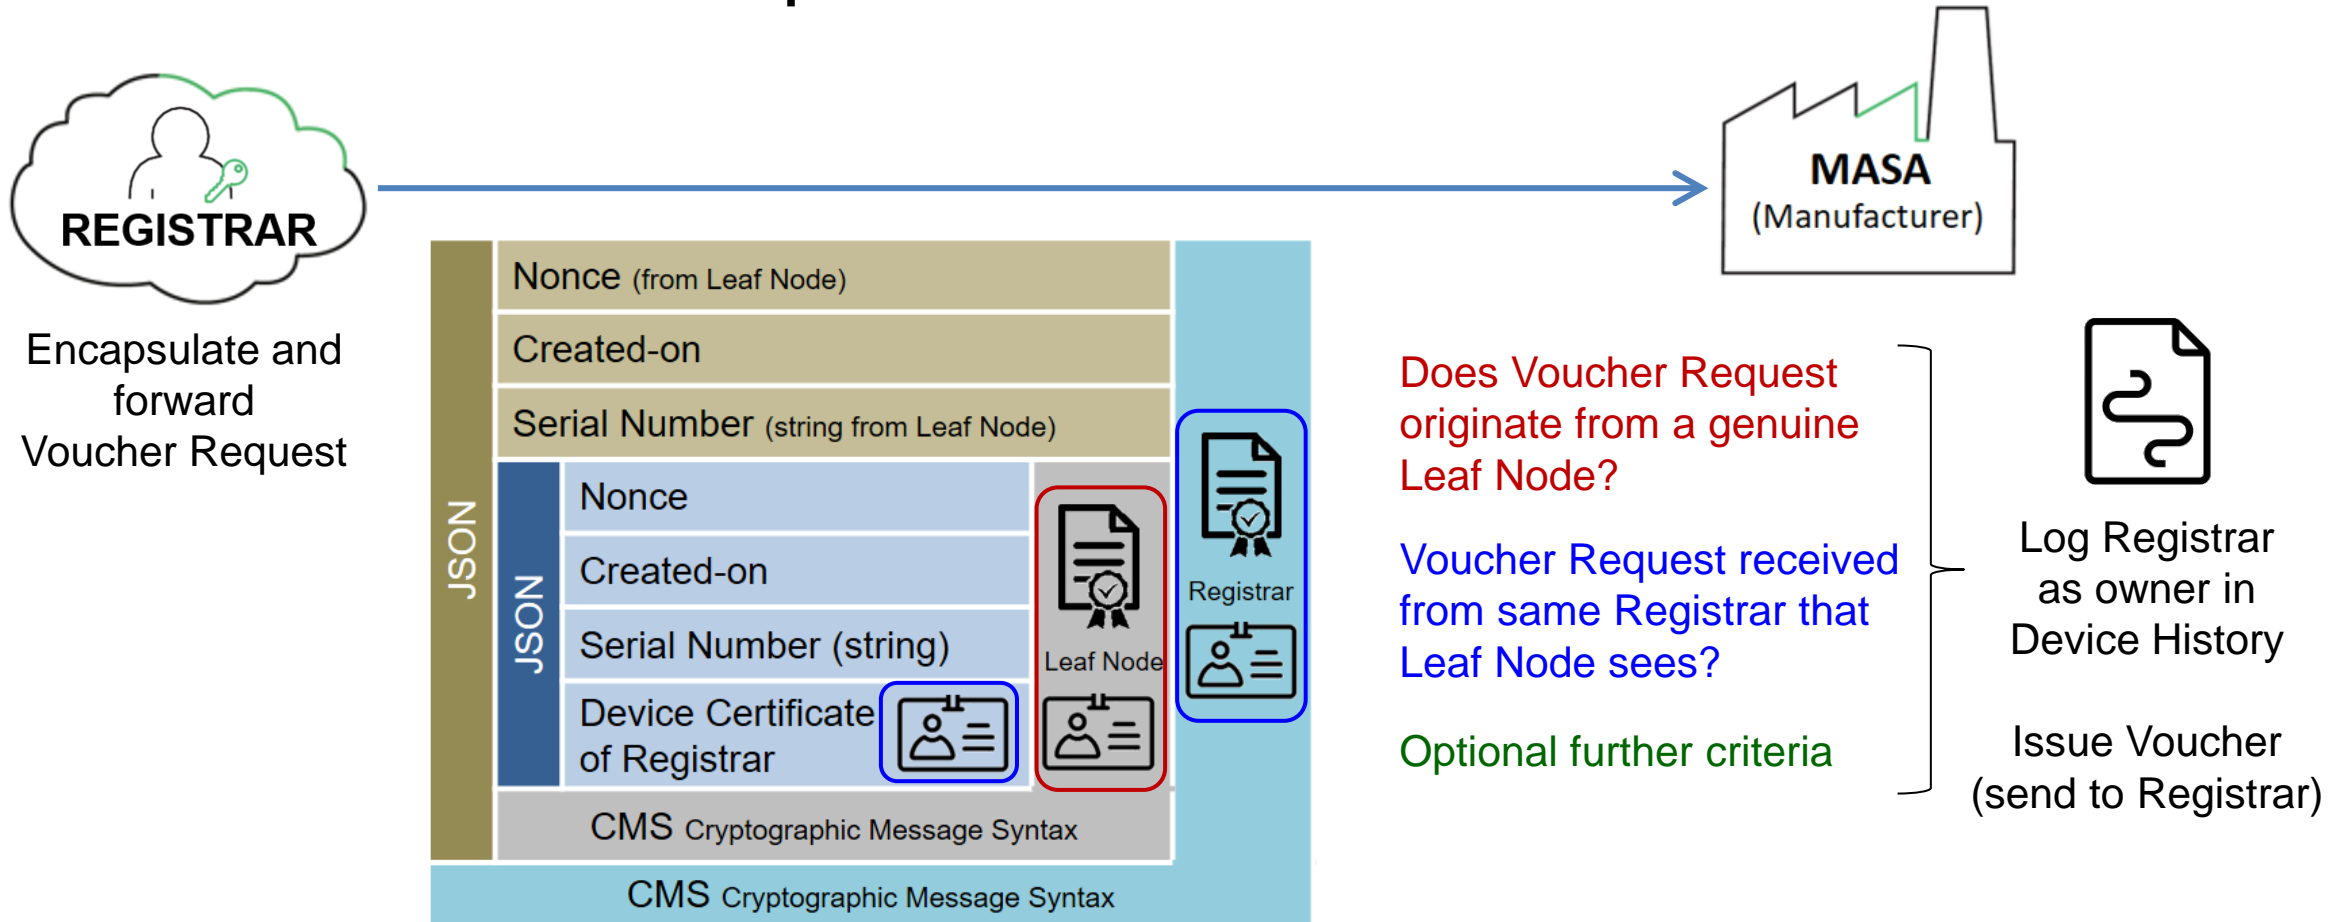 REGISTRAR
Encapsulate and
forward
Voucher Request
MASA
(Manufacturer)
JSON
Nonce (from Leaf Node)
Created-on
Serial Number (string from Leaf Node)
JSON
Nonce
Created-on
Serial Number (string)
Device Certificate
of Registrar
Leaf Node
Registrar
CMS Cryptographic Message Syntax
CMS Cryptographic Message Syntax
Does Voucher Request
originate from a genuine
Leaf Node?
Voucher Request received
from same Registrar that
Leaf Node sees?
Optional further criteria
Log Registrar
as owner in
Device History
Issue Voucher
(send to Registrar)